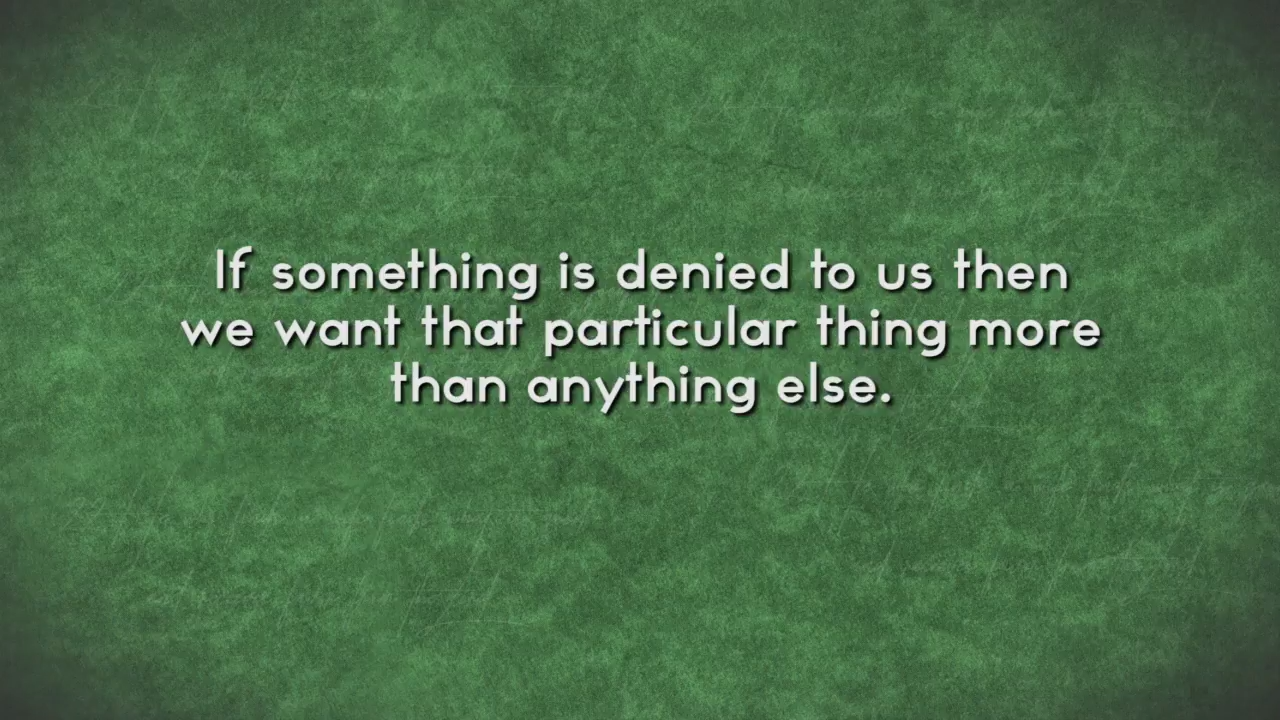 If something is denied to us then
we want that particular thing more
than anything else.